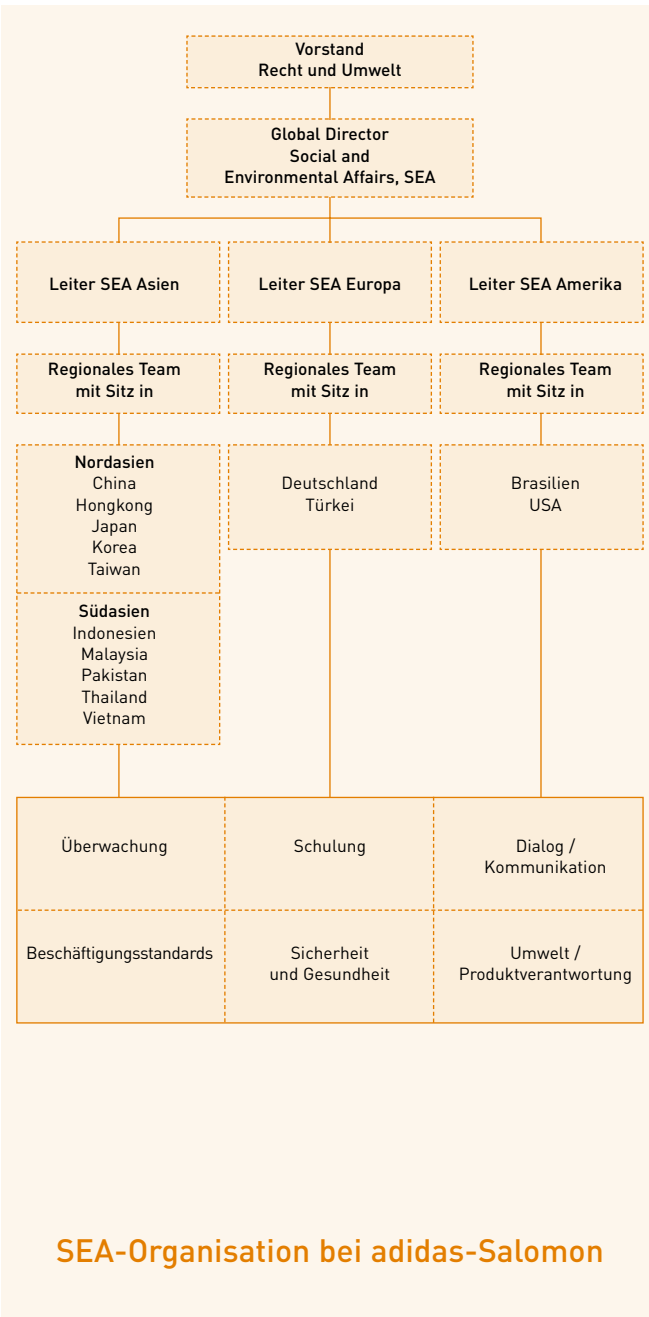 Vorstand
Recht und Umwelt
Global Director
Social and
Environmental Affairs, SEA
Leiter SEA Asien
Leiter SEA Europa
Leiter SEA Amerika
Regionales Team
mit Sitz in
Regionales Team
mit Sitz in
Regionales Team
mit Sitz in
Nordasien
China
Hongkong
Japan
Korea
Taiwan
Südasien
Indonesien
Malaysia
Pakistan
Thailand
Vietnam
Deutschland
Türkei
Brasilien
USA
Überwachung
Schulung
Dialog /
Kommunikation
Beschäftigungsstandards
Sicherheit
und Gesundheit
Umwelt /
Produktverantwortung
SEA-Organisation bei adidas-Salomon